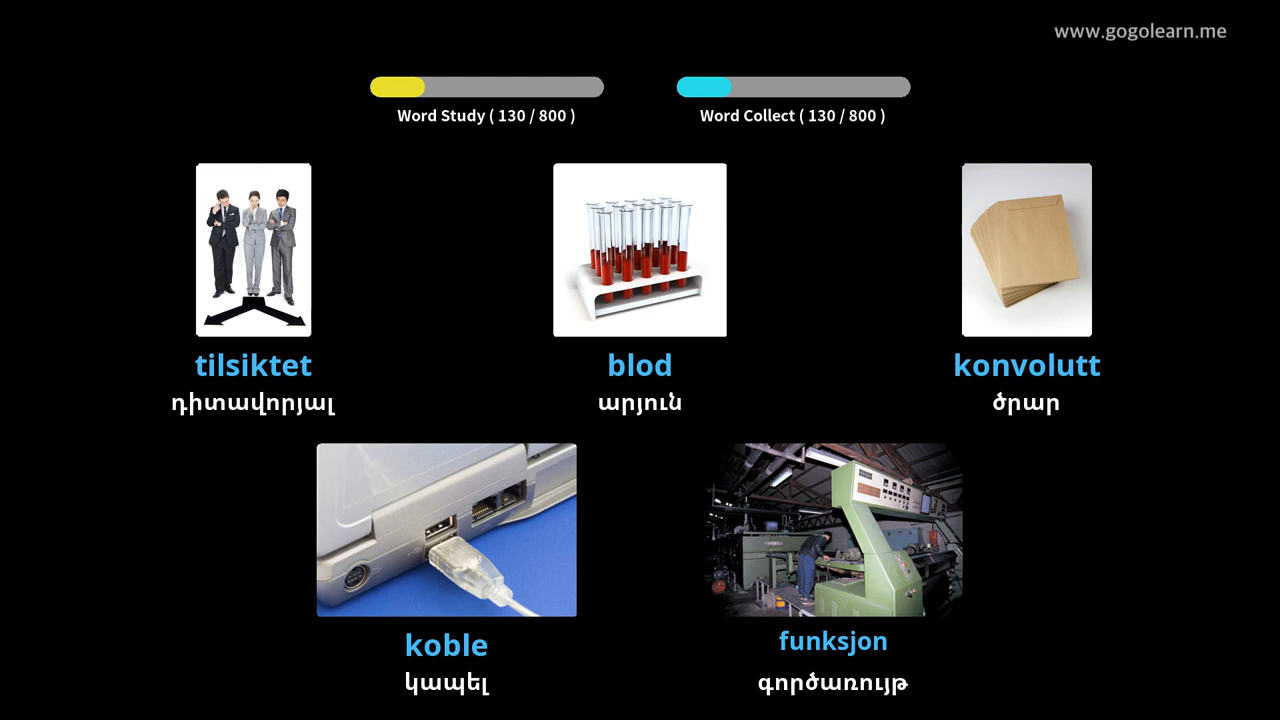 www.gogolearn.me
Word Study ( 130 / 800 )
Word Collect ( 130 / 800 )
tilsiktet
դիտավորյալ
blod
արյուն
konvolutt
ծրար
koble
կապել
funksjon
գործառույթ